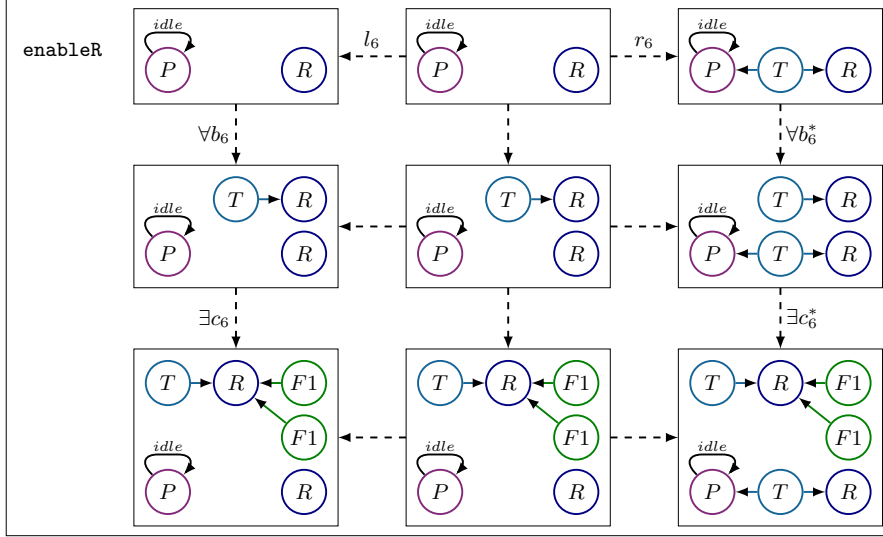 idle idle idle
enableR P R l₆ P R r₆ P T R
∀b₆ ∀b₆*
T R T R T R
idle idle idle
P R P R P T R
∃c₆ ∃c₆*
T R F1 T R F1 T R F1
F1 F1 F1
idle idle idle
P R P R P T R